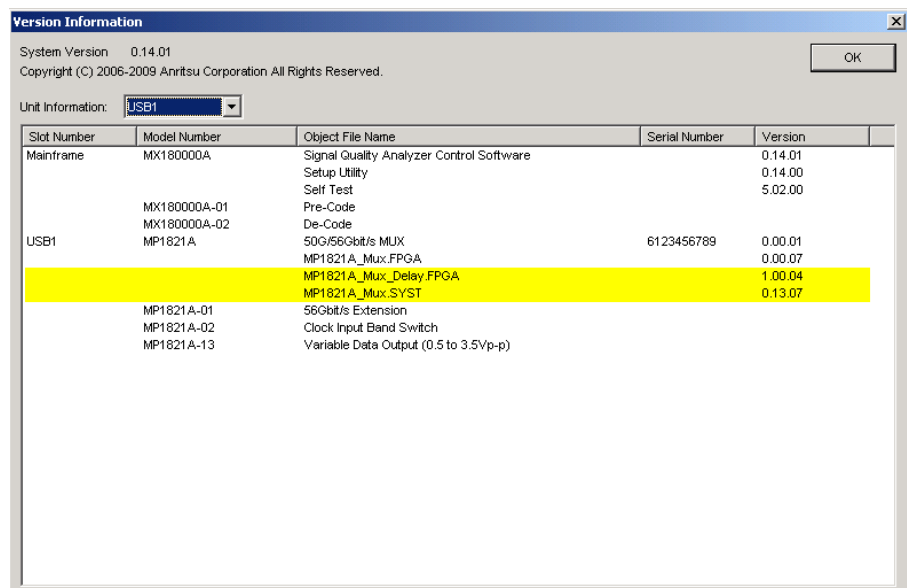 Version Information
System Version 0.14.01
OK
Copyright (C) 2006-2009 Anritsu Corporation All Rights Reserved.
Unit Information: USB1
Slot Number Model Number Object File Name Serial Number Version
Mainframe MX180000A Signal Quality Analyzer Control Software 0.14.01
Setup Utility 0.14.00
Self Test 5.02.00
MX180000A-01 Pre-Code
MX180000A-02 De-Code
USB1 MP1821A 50G/56Gbit/s MUX 6123456789 0.00.01
MP1821A_Mux.FPGA 0.00.07
MP1821A_Mux_Delay.FPGA 1.00.04
MP1821A_Mux.SYST 0.13.07
MP1821A-01 56Gbit/s Extension
MP1821A-02 Clock Input Band Switch
MP1821A-13 Variable Data Output (0.5 to 3.5Vp-p)